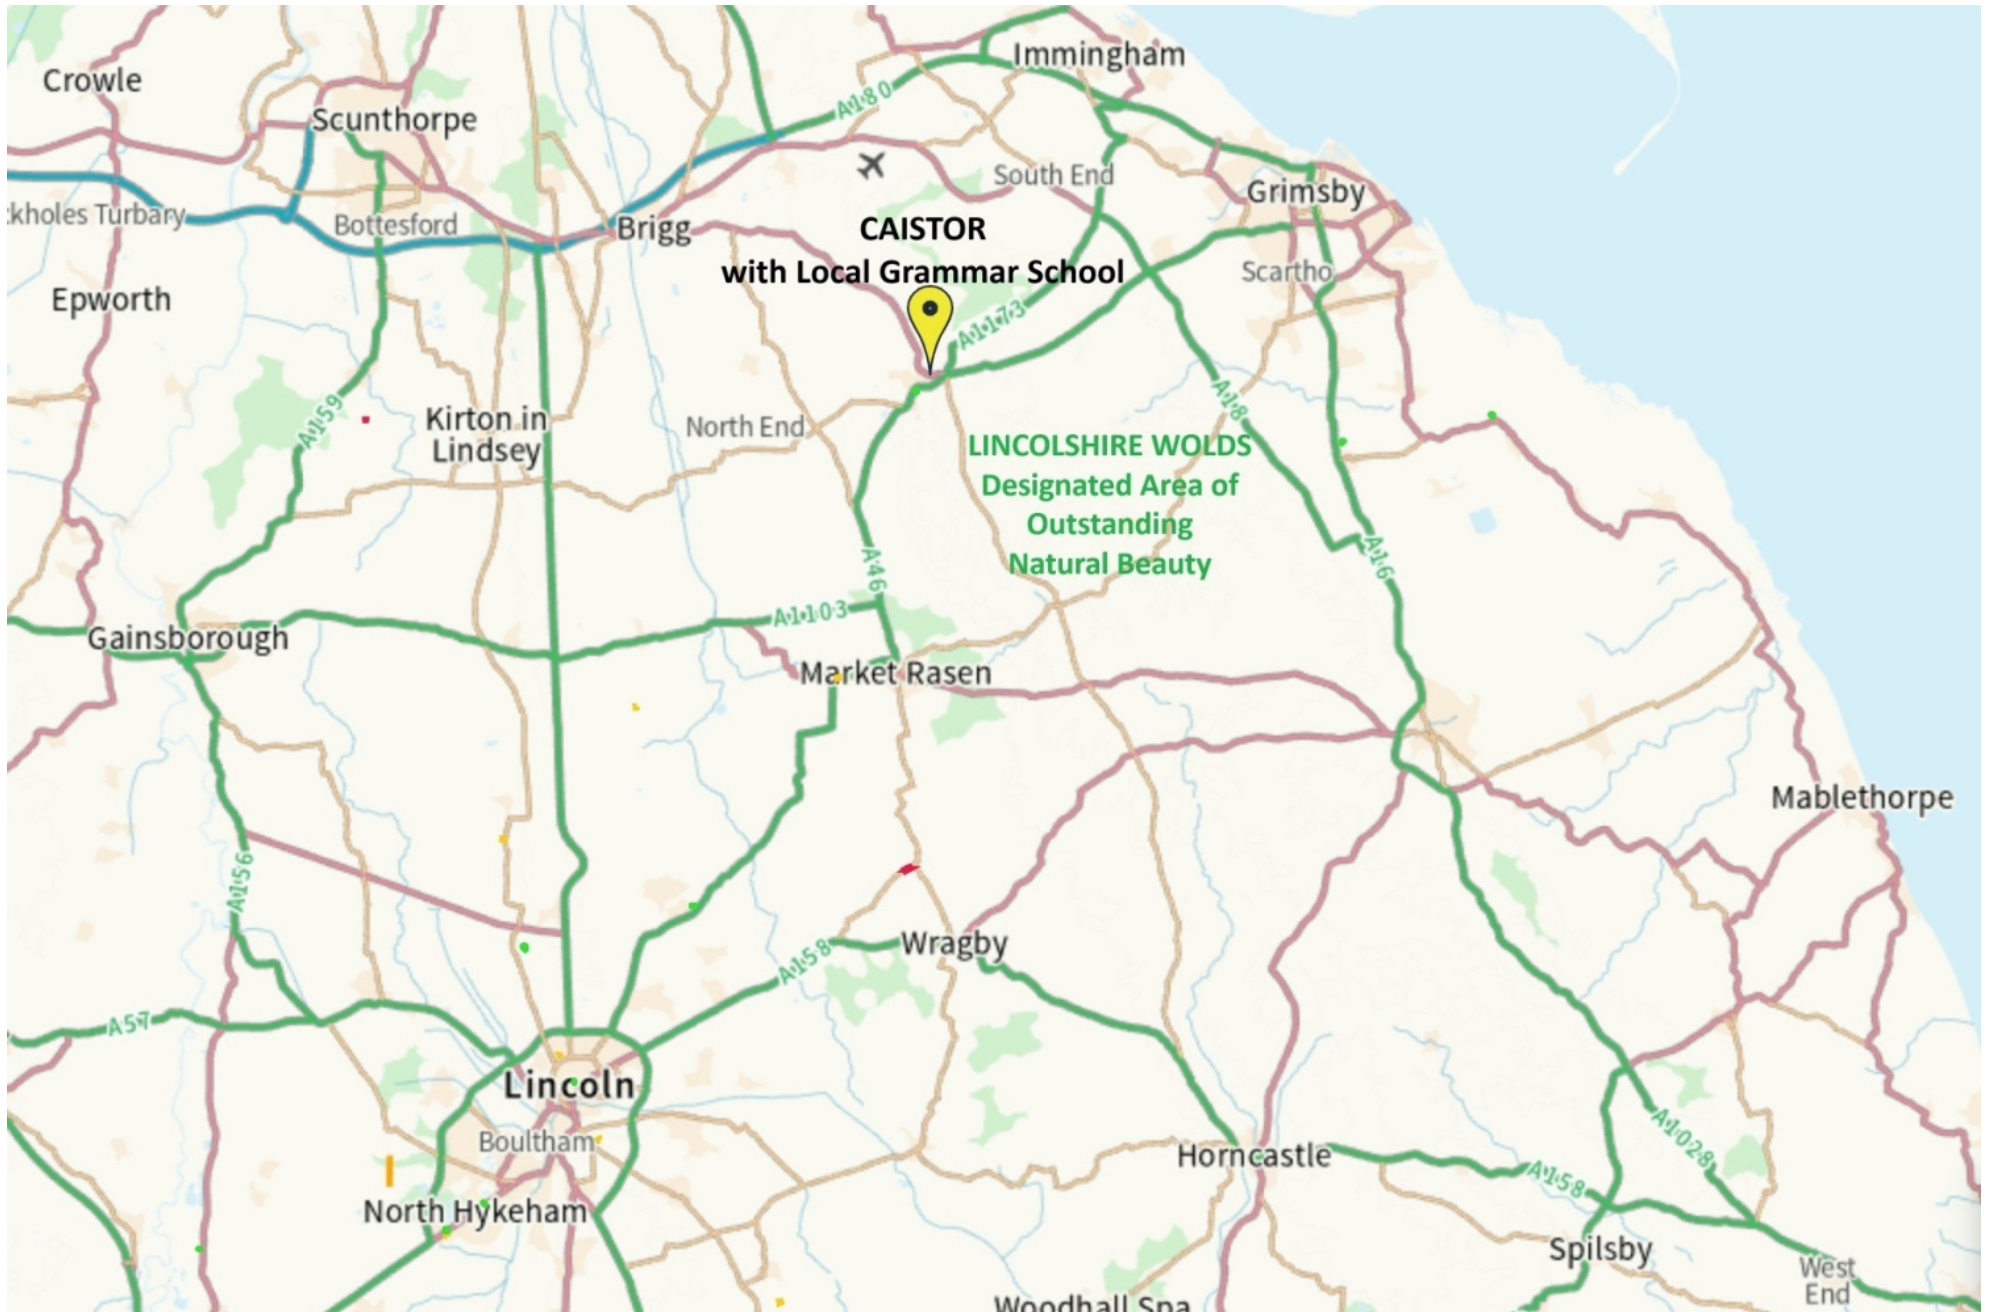 Immingham
Crowle
A180
Scunthorpe
South End
Grimsby
ckholes Turbary
Bottesford
Brigg
CAISTOR
with Local Grammar School
Scartho
Epworth
A1173
A159
Kirton in
Lindsey
North End
A18
LINCOLSHIRE WOLDS
Designated Area of
Outstanding
Natural Beauty
A46
A16
A1103
Gainsborough
Market Rasen
Mablethorpe
A156
A158
Wragby
A57
Lincoln
Boultham
A1028
Horncastle
A158
North Hykeham
Spilsby
West
End
Woodhall Spa